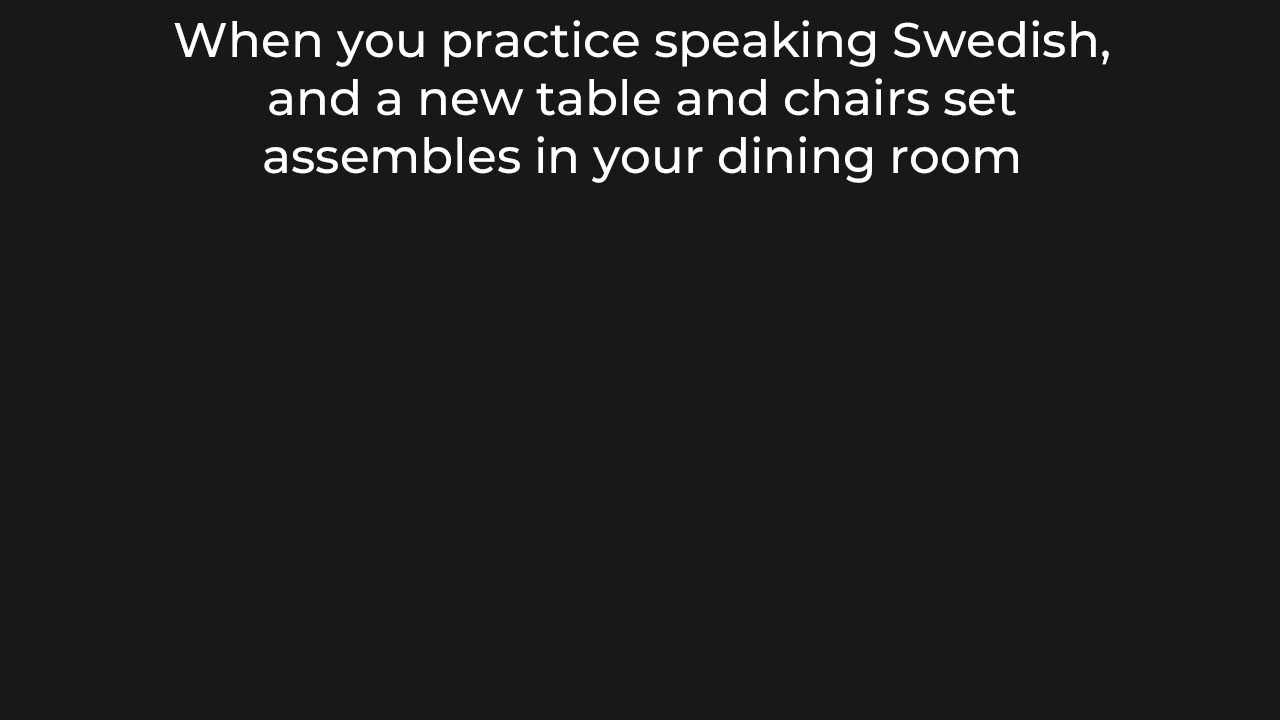 When you practice speaking Swedish,
and a new table and chairs set
assembles in your dining room